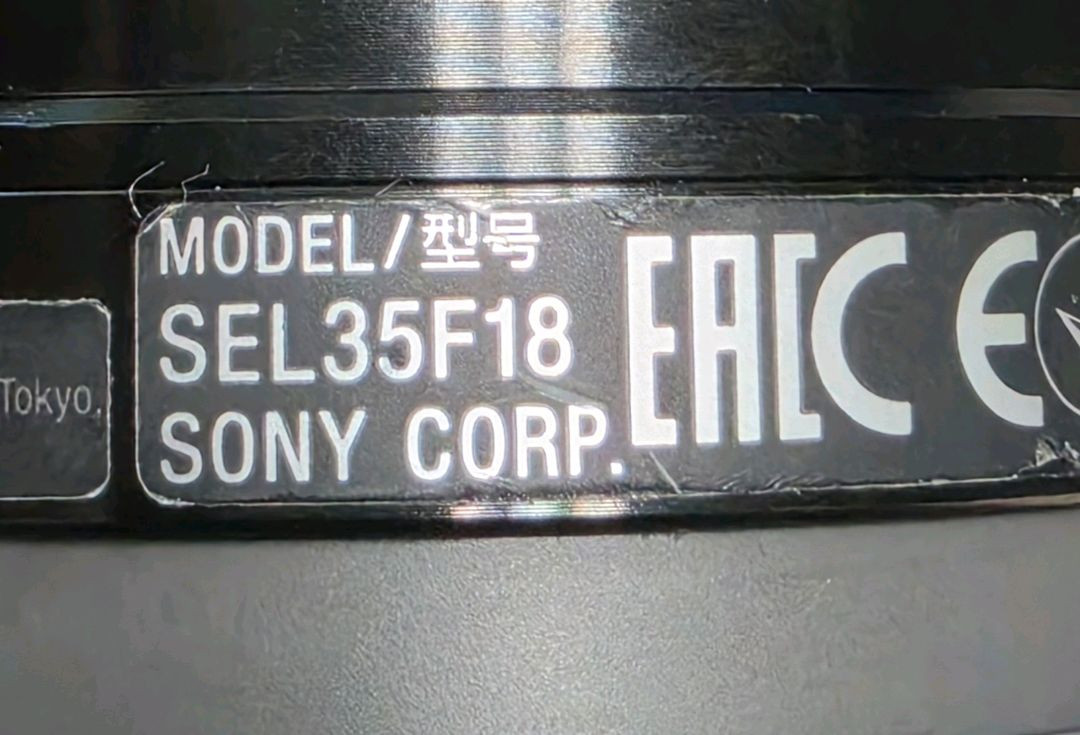 MODEL/型号
SEL35F18
SONY CORP.
EAC CE
Tokyo,